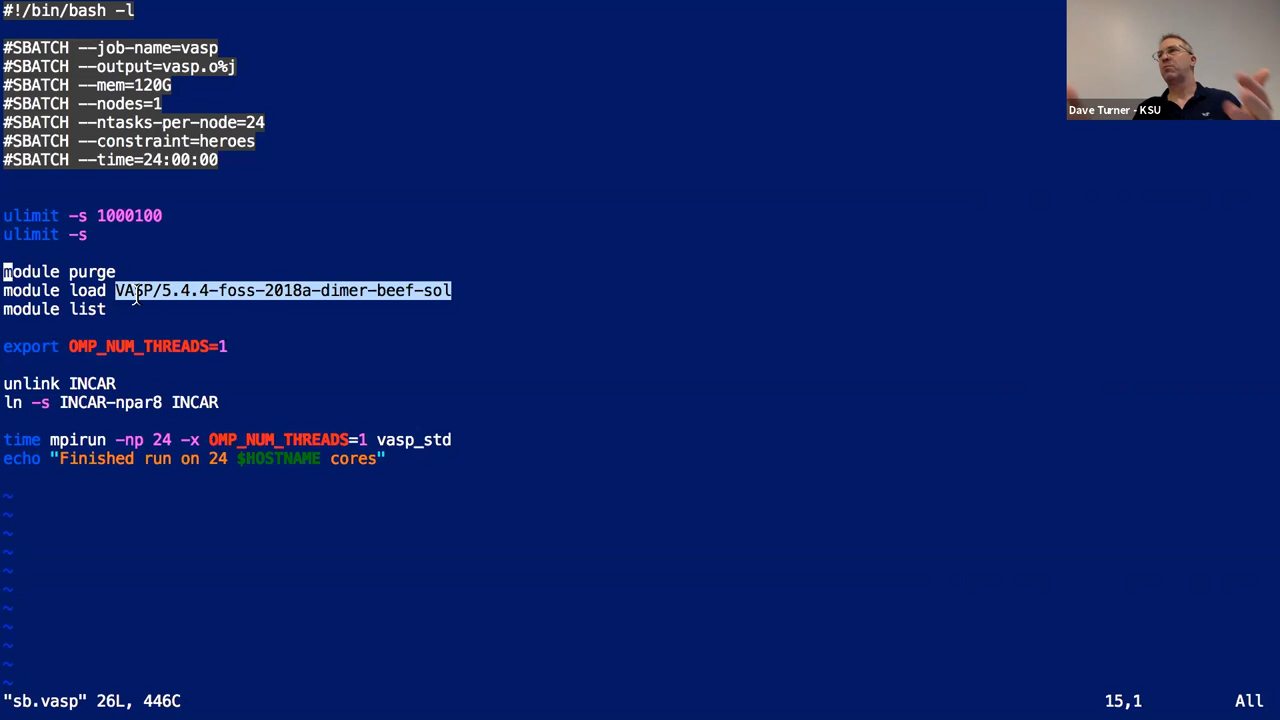 #!/bin/bash -l
#SBATCH --job-name=vasp
#SBATCH --output=vasp.o%j
#SBATCH --mem=120G
#SBATCH --nodes=1
#SBATCH --ntasks-per-node=24
#SBATCH --constraint=heroes
#SBATCH --time=24:00:00
ulimit -s 1000100
ulimit -s
module purge
module load VASP/5.4.4-foss-2018a-dimer-beef-sol
module list
export OMP_NUM_THREADS=1
unlink INCAR
ln -s INCAR-npar8 INCAR
time mpirun -np 24 -x OMP_NUM_THREADS=1 vasp_std
echo "Finished run on 24 $HOSTNAME cores"
~
~
~
~
~
~
~
~
~
~
~
"sb.vasp" 26L, 446C 15,1 All
Dave Turner - KSU